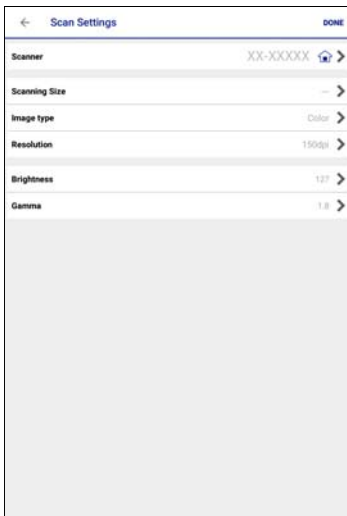 Scan Settings DONE
Scanner XX-XXXXX
Scanning Size --
Image type Color
Resolution 150dpi
Brightness 127
Gamma 1.8